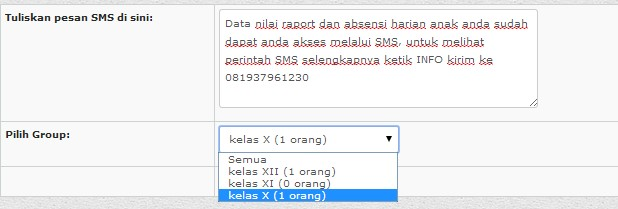 Tuliskan pesan SMS di sini:
Data nilai raport dan absensi harian anak anda sudah
dapat anda akses melalui SMS, untuk melihat
perintah SMS selengkapnya ketik INFO kirim ke
081937961230
Pilih Group:
kelas X (1 orang)
Semua
kelas XII (1 orang)
kelas XI (0 orang)
kelas X (1 orang)